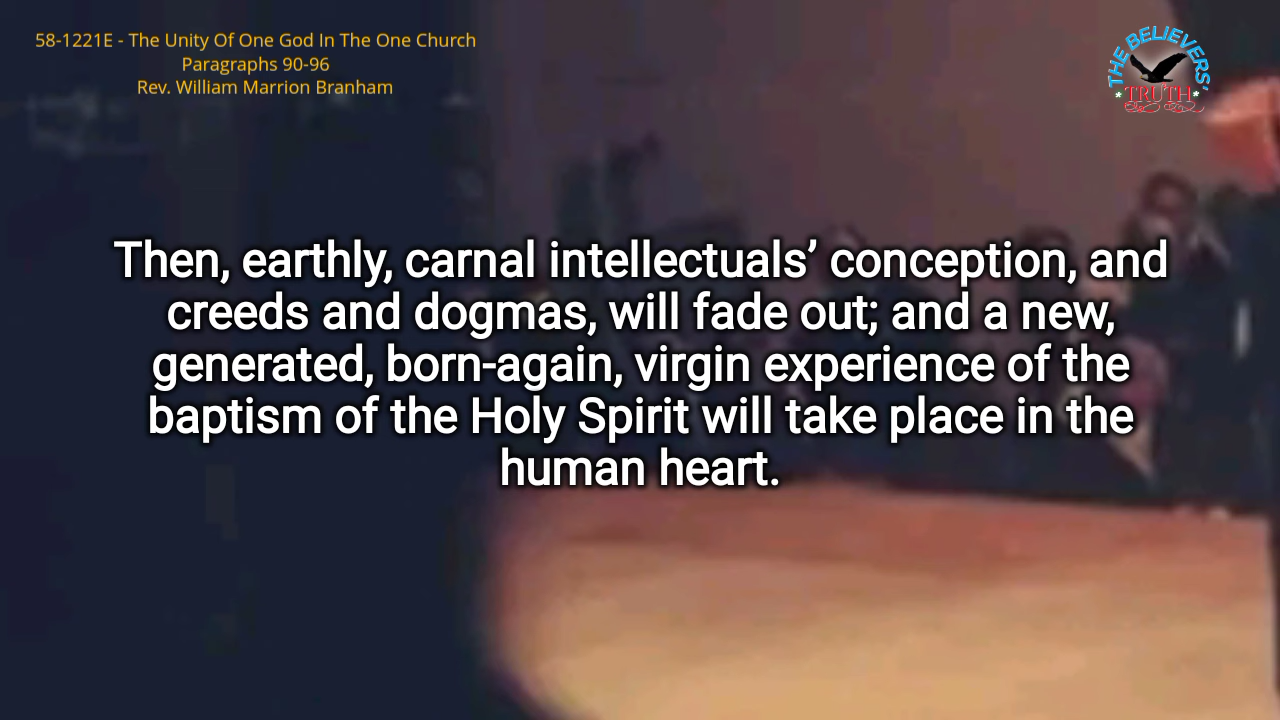 58-1221E - The Unity Of One God In The One Church
Paragraphs 90-96
Rev. William Marrion Branham
THE BELIEVERS'
TRUTH
Then, earthly, carnal intellectuals’ conception, and
creeds and dogmas, will fade out; and a new,
generated, born-again, virgin experience of the
baptism of the Holy Spirit will take place in the
human heart.